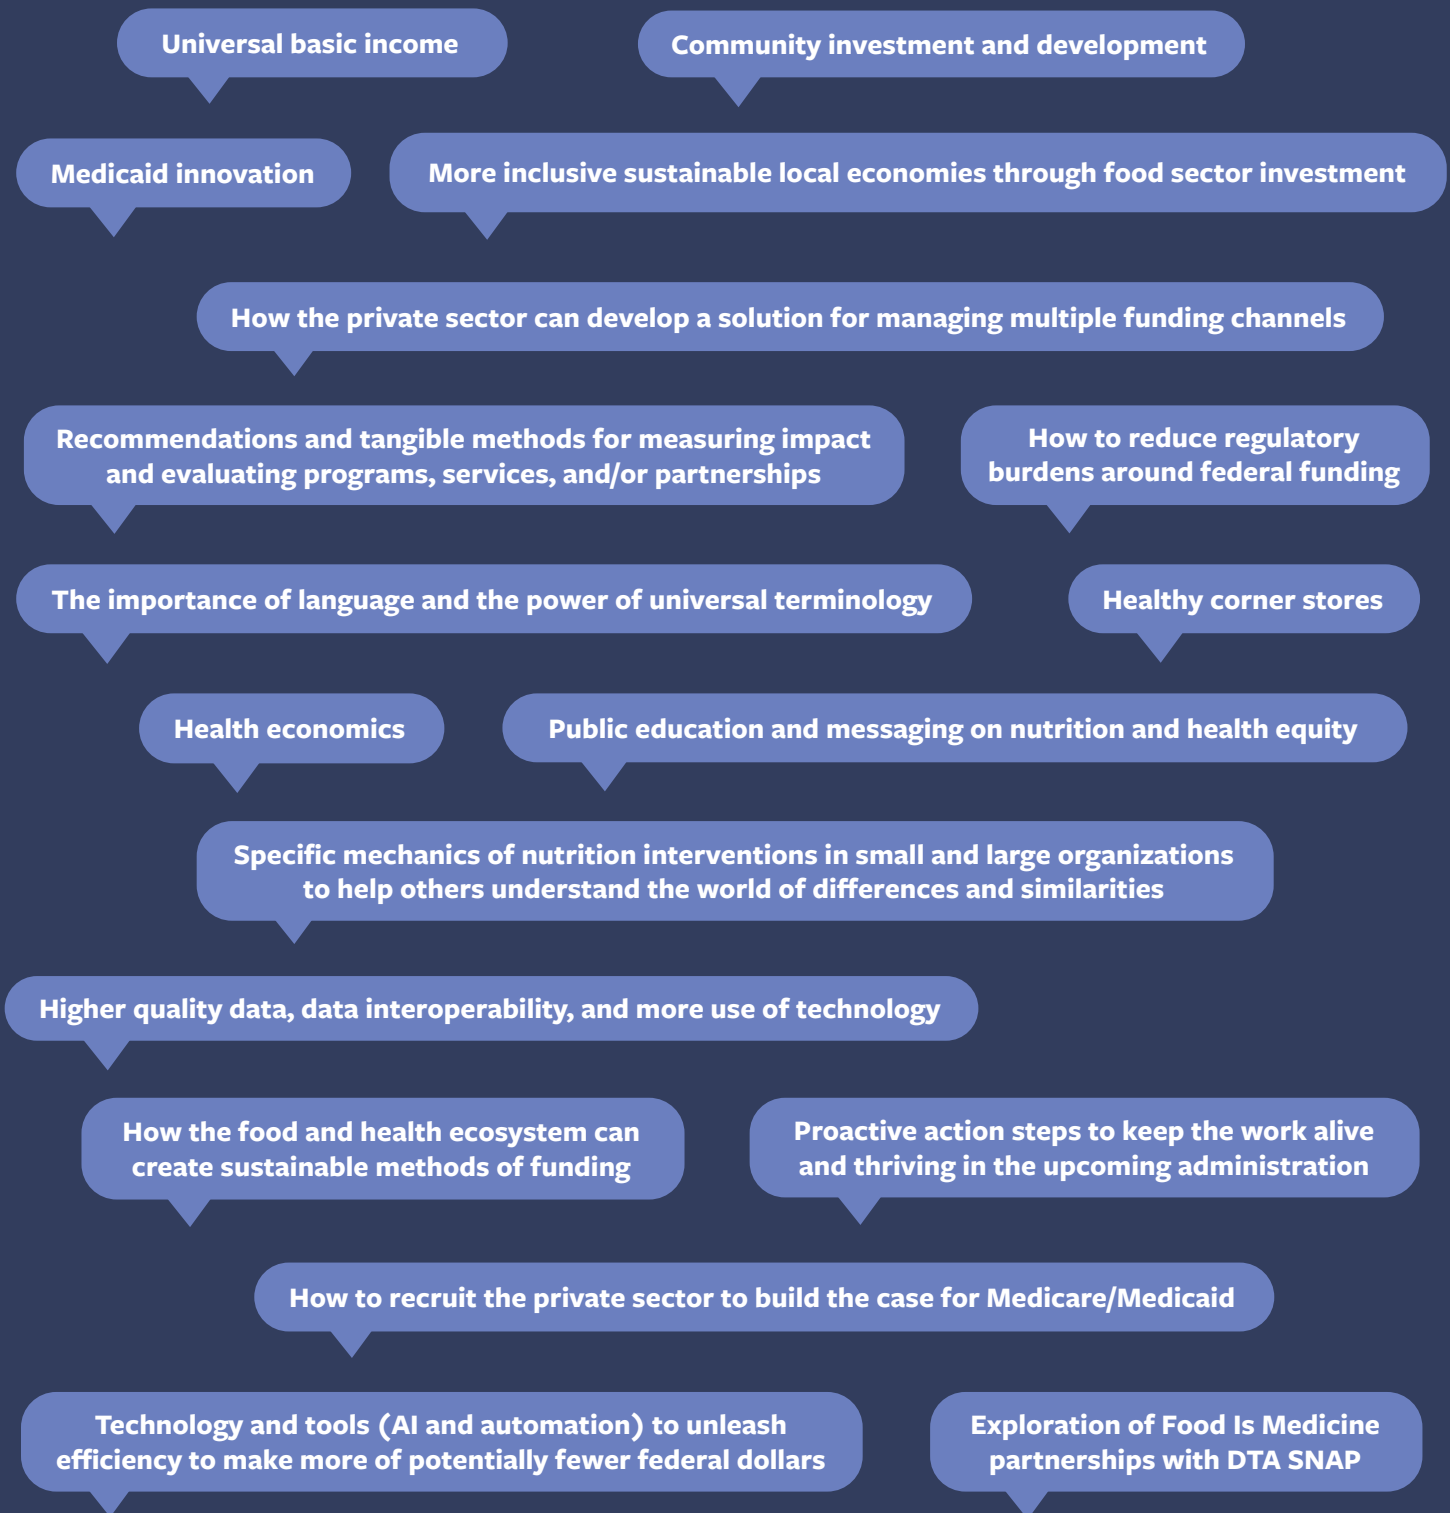 Universal basic income
Community investment and development
Medicaid innovation
More inclusive sustainable local economies through food sector investment
How the private sector can develop a solution for managing multiple funding channels
Recommendations and tangible methods for measuring impact
and evaluating programs, services, and/or partnerships
How to reduce regulatory
burdens around federal funding
The importance of language and the power of universal terminology
Healthy corner stores
Health economics
Public education and messaging on nutrition and health equity
Specific mechanics of nutrition interventions in small and large organizations
to help others understand the world of differences and similarities
Higher quality data, data interoperability, and more use of technology
How the food and health ecosystem can
create sustainable methods of funding
Proactive action steps to keep the work alive
and thriving in the upcoming administration
How to recruit the private sector to build the case for Medicare/Medicaid
Technology and tools (AI and automation) to unleash
efficiency to make more of potentially fewer federal dollars
Exploration of Food Is Medicine
partnerships with DTA SNAP